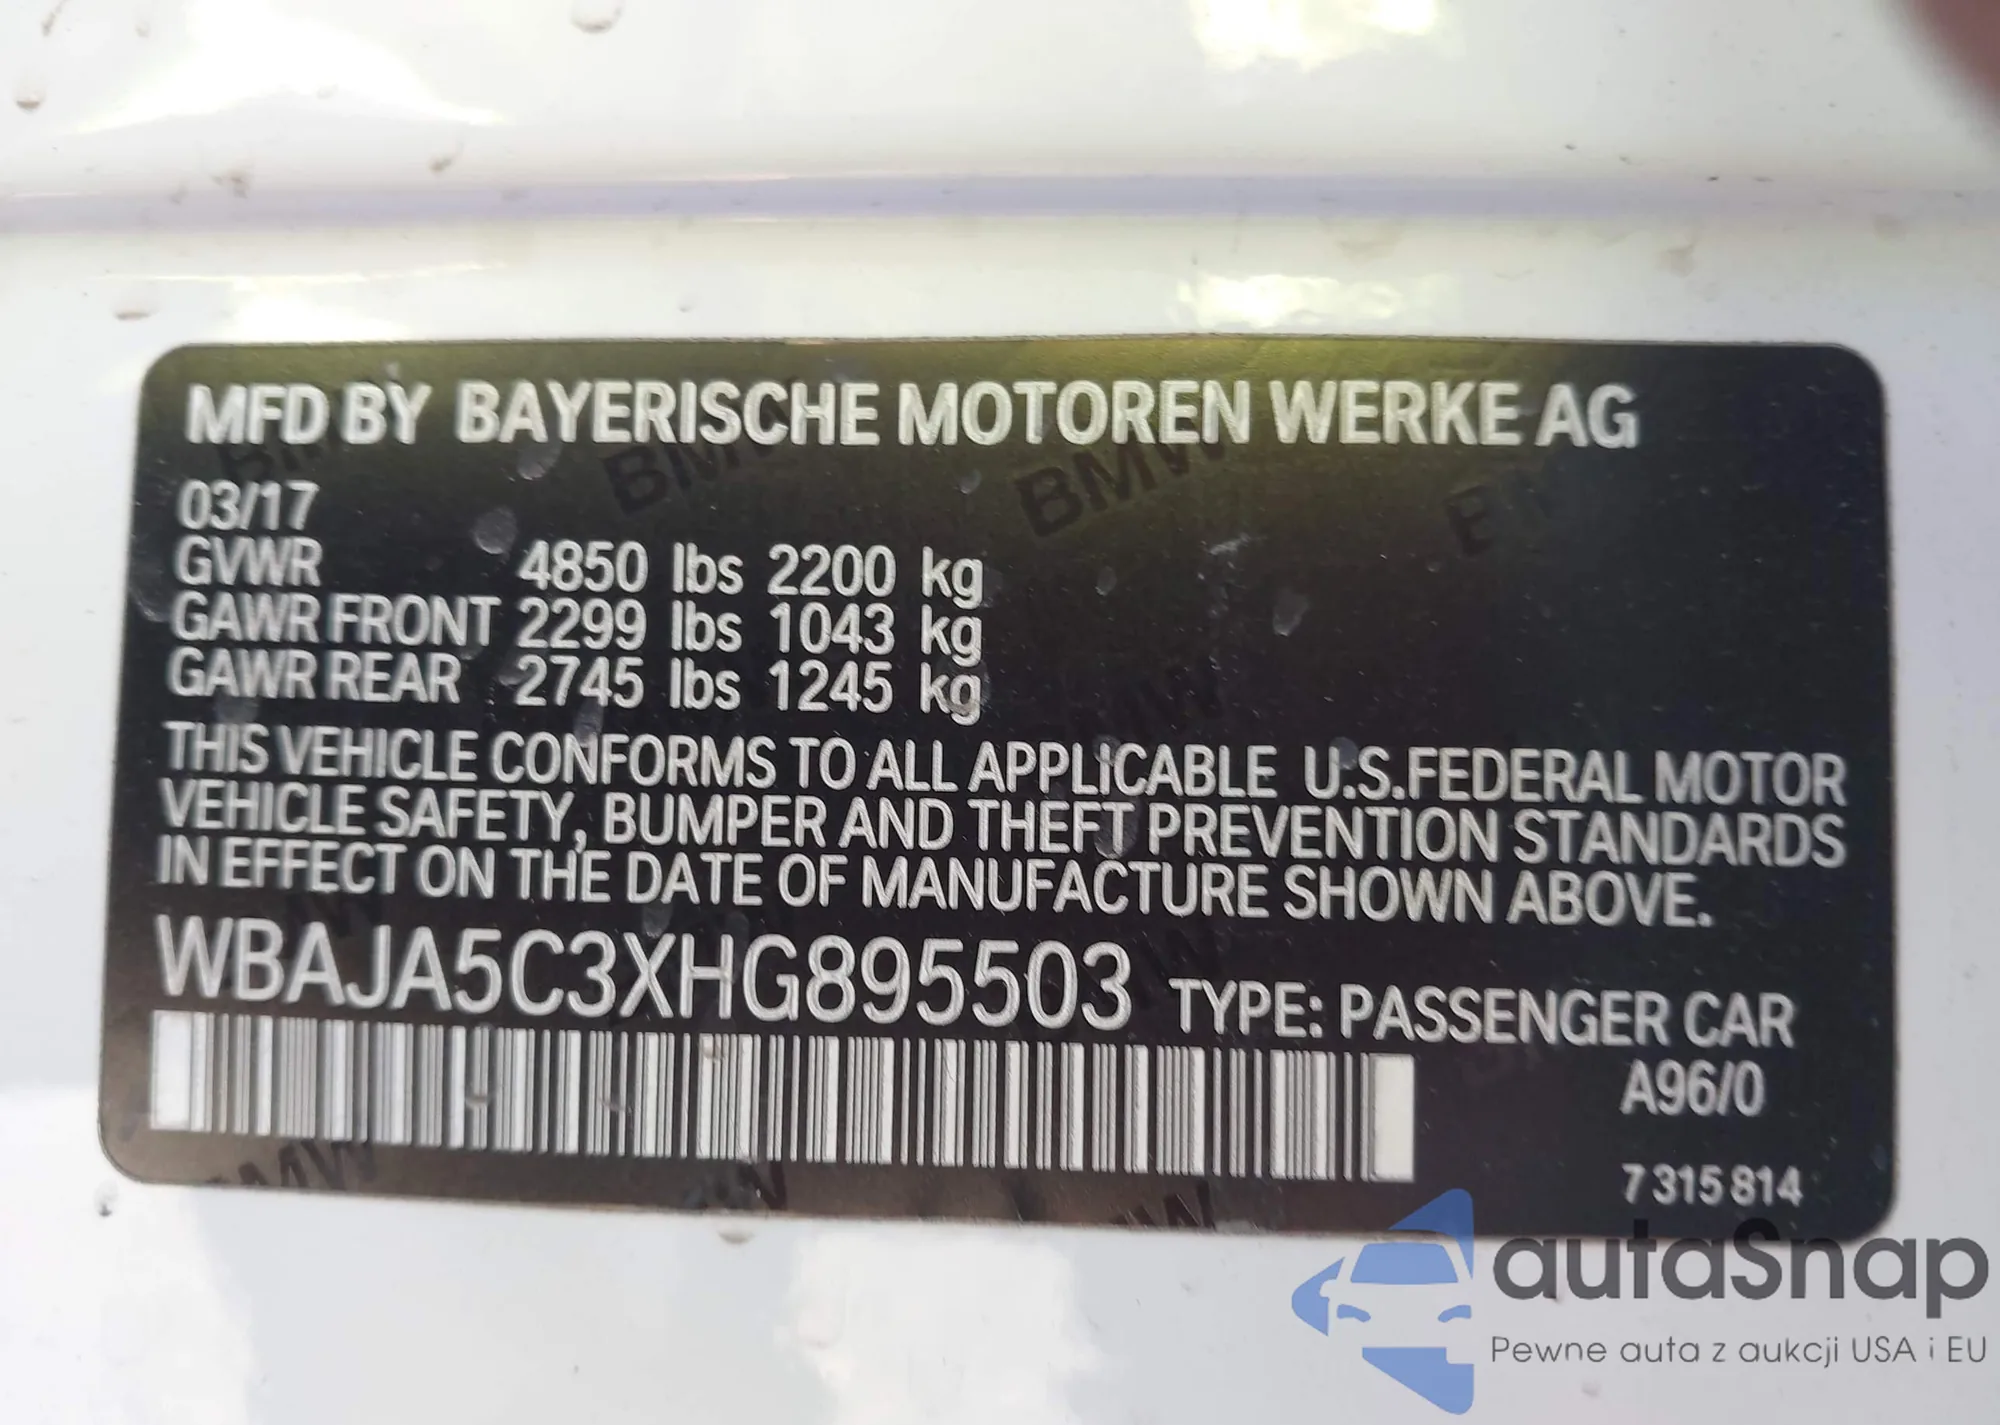 MFD BY BAYERISCHE MOTOREN WERKE AG
03/17
GVWR 4850 lbs 2200 kg
GAWR FRONT 2299 lbs 1043 kg
GAWR REAR 2745 lbs 1245 kg
THIS VEHICLE CONFORMS TO ALL APPLICABLE U.S.FEDERAL MOTOR
VEHICLE SAFETY, BUMPER AND THEFT PREVENTION STANDARDS
IN EFFECT ON THE DATE OF MANUFACTURE SHOWN ABOVE.
WBAJA5C3XHG895503 TYPE: PASSENGER CAR
A96/0
7 315 814
autaSnap
Pewne auta z aukcji USA i EU